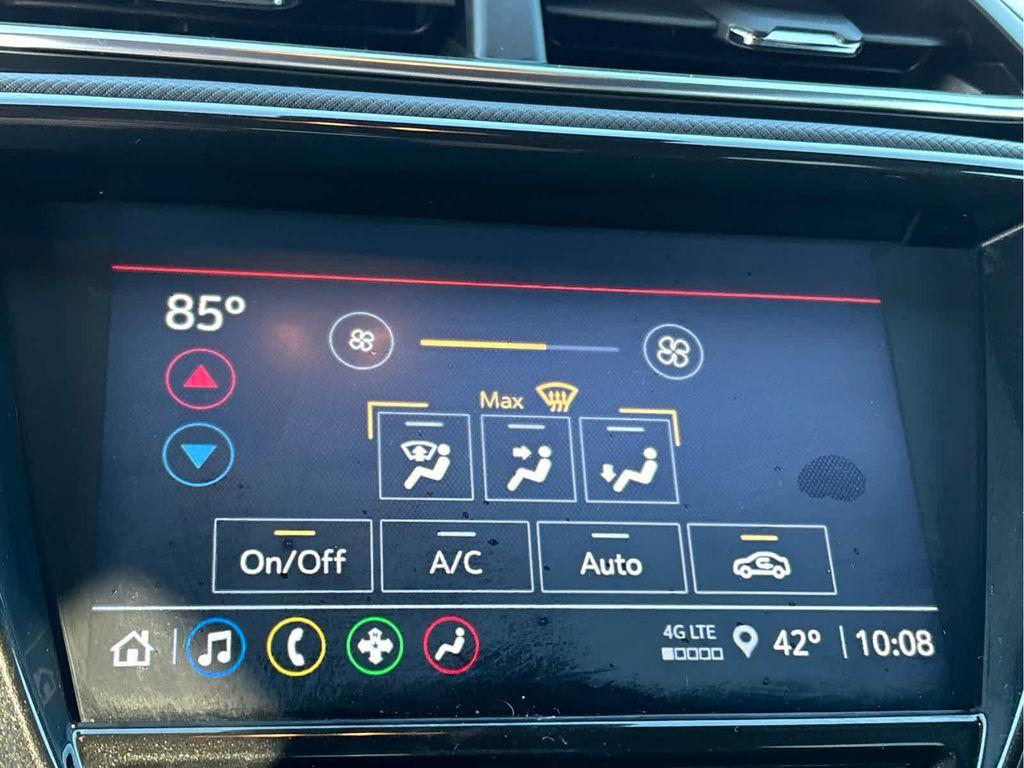 85°
Max
On/Off A/C Auto
4G LTE
42° 10:08